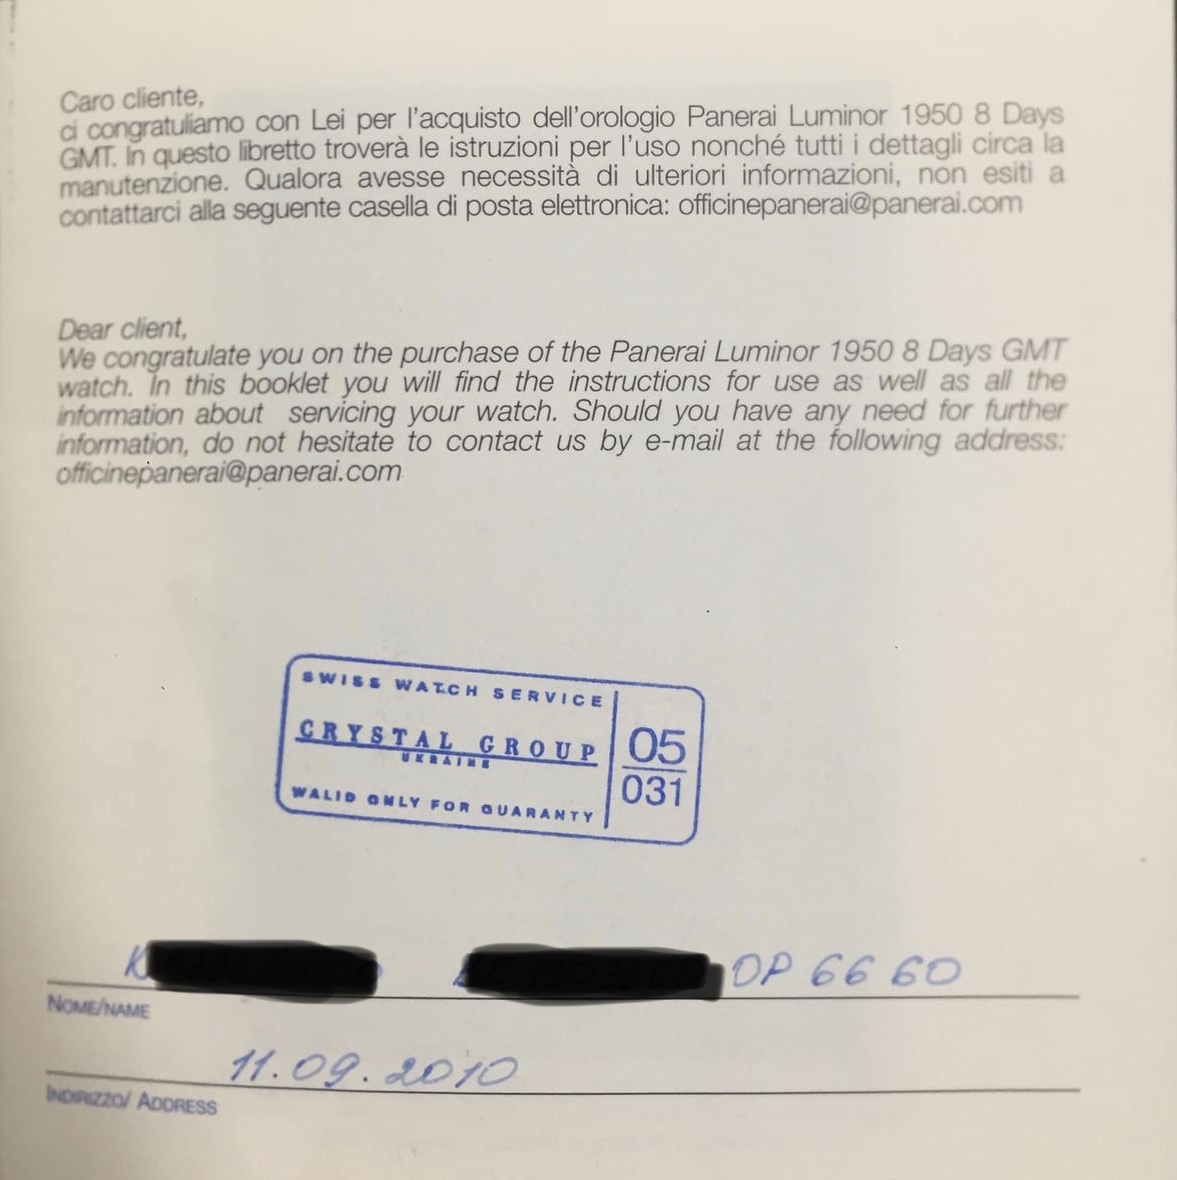 Caro cliente,
ci congratuliamo con Lei per l'acquisto dell'orologio Panerai Luminor 1950 8 Days
GMT. In questo libretto troverà le istruzioni per l'uso nonché tutti i dettagli circa la
manutenzione. Qualora avesse necessità di ulteriori informazioni, non esiti a
contattarci alla seguente casella di posta elettronica: officinepanerai@panerai.com
Dear client,
We congratulate you on the purchase of the Panerai Luminor 1950 8 Days GMT
watch. In this booklet you will find the instructions for use as well as all the
information about servicing your watch. Should you have any need for further
information, do not hesitate to contact us by e-mail at the following address:
officinepanerai@panerai.com
SWISS WATCH SERVICE
CRYSTAL GROUP
UKRAINE
WALID ONLY FOR GUARANTY
05
031
OP 6660
NOME/NAME
11.09.2010
INDIRIZZO/ ADDRESS